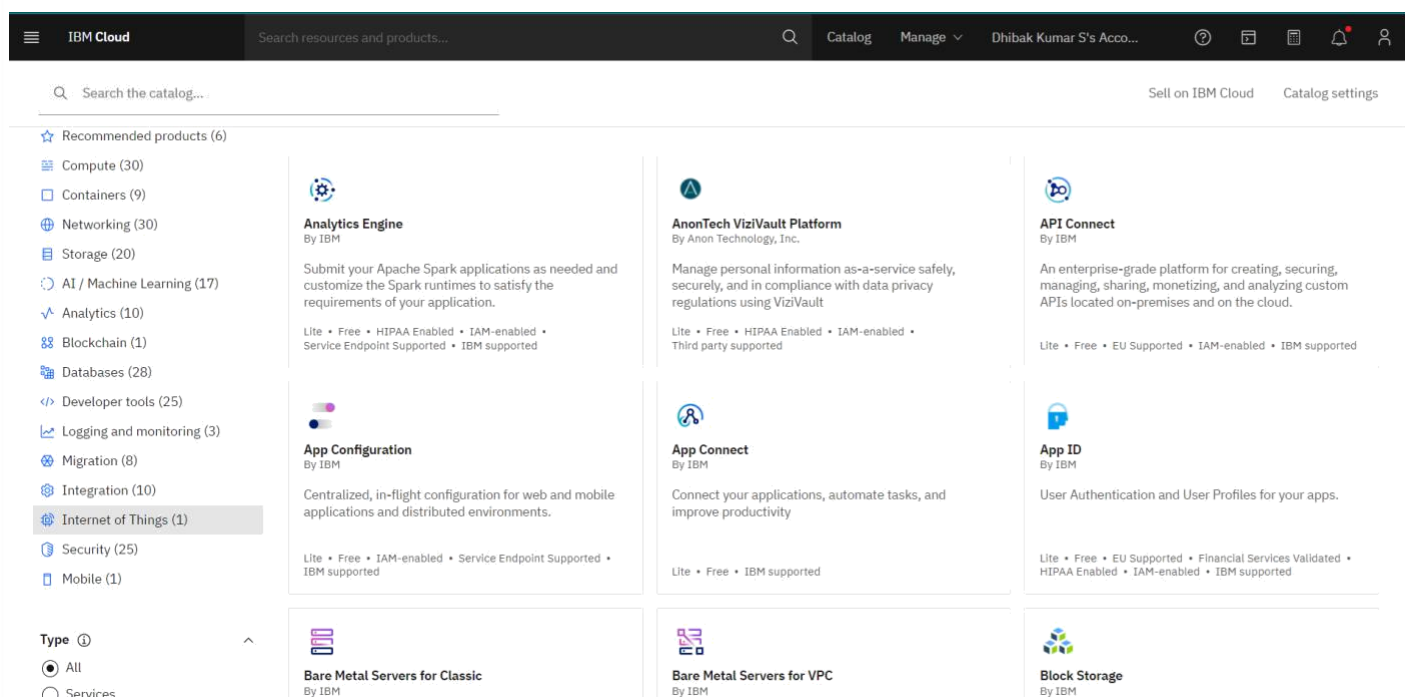 IBM Cloud
Search resources and products...
Catalog
Manage
Dhibak Kumar S's Acco...
Search the catalog...
Sell on IBM Cloud
Catalog settings
Recommended products (6)
Compute (30)
Containers (9)
Networking (30)
Storage (20)
AI / Machine Learning (17)
Analytics (10)
Blockchain (1)
Databases (28)
Developer tools (25)
Logging and monitoring (3)
Migration (8)
Integration (10)
Internet of Things (1)
Security (25)
Mobile (1)
Type
All
Services
Analytics Engine
By IBM
Submit your Apache Spark applications as needed and
customize the Spark runtimes to satisfy the
requirements of your application.
Lite • Free • HIPAA Enabled • IAM-enabled •
Service Endpoint Supported • IBM supported
AnonTech ViziVault Platform
By Anon Technology, Inc.
Manage personal information as-a-service safely,
securely, and in compliance with data privacy
regulations using ViziVault
Lite • Free • HIPAA Enabled • IAM-enabled •
Third party supported
API Connect
By IBM
An enterprise-grade platform for creating, securing,
managing, sharing, monetizing, and analyzing custom
APIs located on-premises and on the cloud.
Lite • Free • EU Supported • IAM-enabled • IBM supported
App Configuration
By IBM
Centralized, in-flight configuration for web and mobile
applications and distributed environments.
Lite • Free • IAM-enabled • Service Endpoint Supported •
IBM supported
App Connect
By IBM
Connect your applications, automate tasks, and
improve productivity
Lite • Free • IBM supported
App ID
By IBM
User Authentication and User Profiles for your apps.
Lite • Free • EU Supported • Financial Services Validated •
HIPAA Enabled • IAM-enabled • IBM supported
Bare Metal Servers for Classic
By IBM
Bare Metal Servers for VPC
By IBM
Block Storage
By IBM